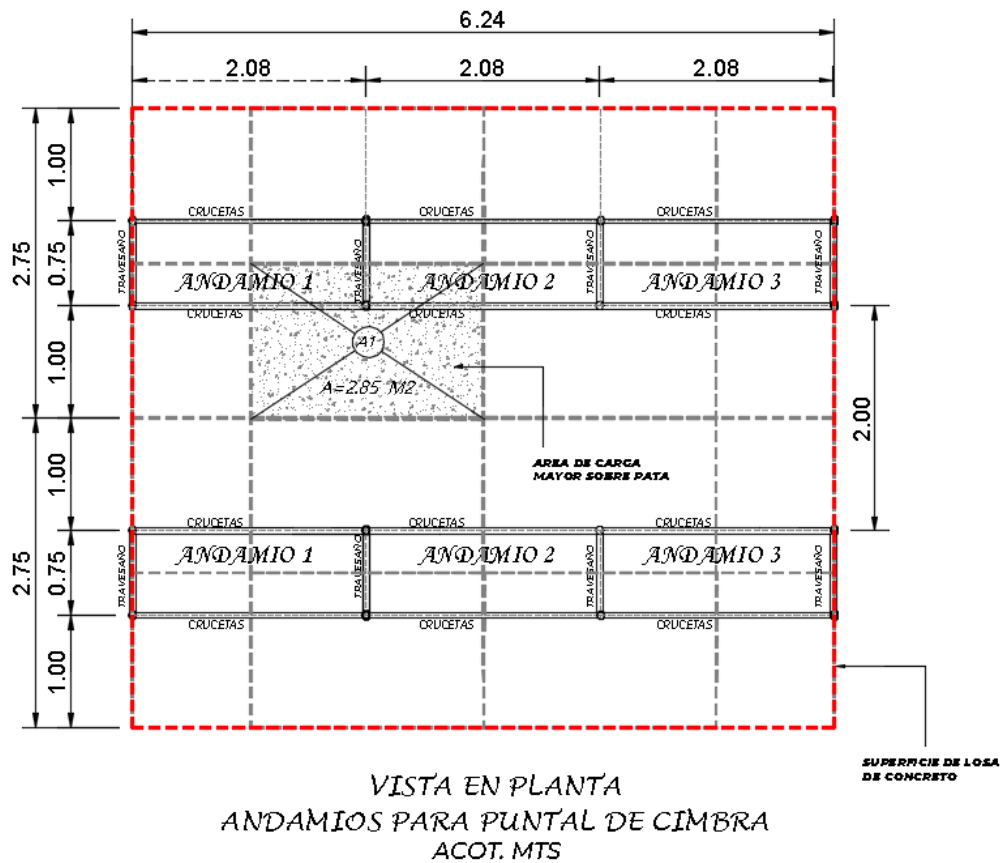 6.24
2.08 2.08 2.08
1.00
CRUCETAS CRUCETAS CRUCETAS
2.75
0.75
TRAVESAÑO TRAVESAÑO TRAVESAÑO TRAVESAÑO
ANDAMIO 1 ANDAMIO 2 ANDAMIO 3
CRUCETAS CRUCETAS CRUCETAS
A1
1.00
A=2.85 M2
2.00
AREA DE CARGA
MAYOR SOBRE PATA
1.00
CRUCETAS CRUCETAS CRUCETAS
2.75
0.75
ANDAMIO 1 ANDAMIO 2 ANDAMIO 3
TRAVESAÑO TRAVESAÑO TRAVESAÑO TRAVESAÑO
CRUCETAS CRUCETAS CRUCETAS
1.00
SUPERFICIE DE LOSA
DE CONCRETO
VISTA EN PLANTA
ANDAMIOS PARA PUNTAL DE CIMBRA
ACOT. MTS